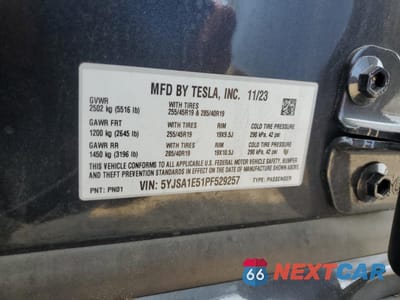 MFD BY TESLA, INC. 11/23
GVWR 2502 kg (5516 lb) WITH TIRES 255/45R19 & 285/40R19
GAWR FRT 1200 kg (2645 lb) WITH TIRES 255/45R19 RIM 19X9.5J COLD TIRE PRESSURE 290 kPa, 42 psi
GAWR RR 1450 kg (3196 lb) WITH TIRES 285/40R19 RIM 19X10.5J COLD TIRE PRESSURE 290 kPa, 42 psi
THIS VEHICLE CONFORMS TO ALL APPLICABLE U.S. FEDERAL MOTOR VEHICLE SAFETY, BUMPER,
AND THEFT PREVENTION STANDARDS IN EFFECT ON THE DATE OF MANUFACTURE SHOWN ABOVE.
PNT: PN01 VIN: 5YJSA1E51PF529257 TYPE: PASSENGER
66 NEXTCAR